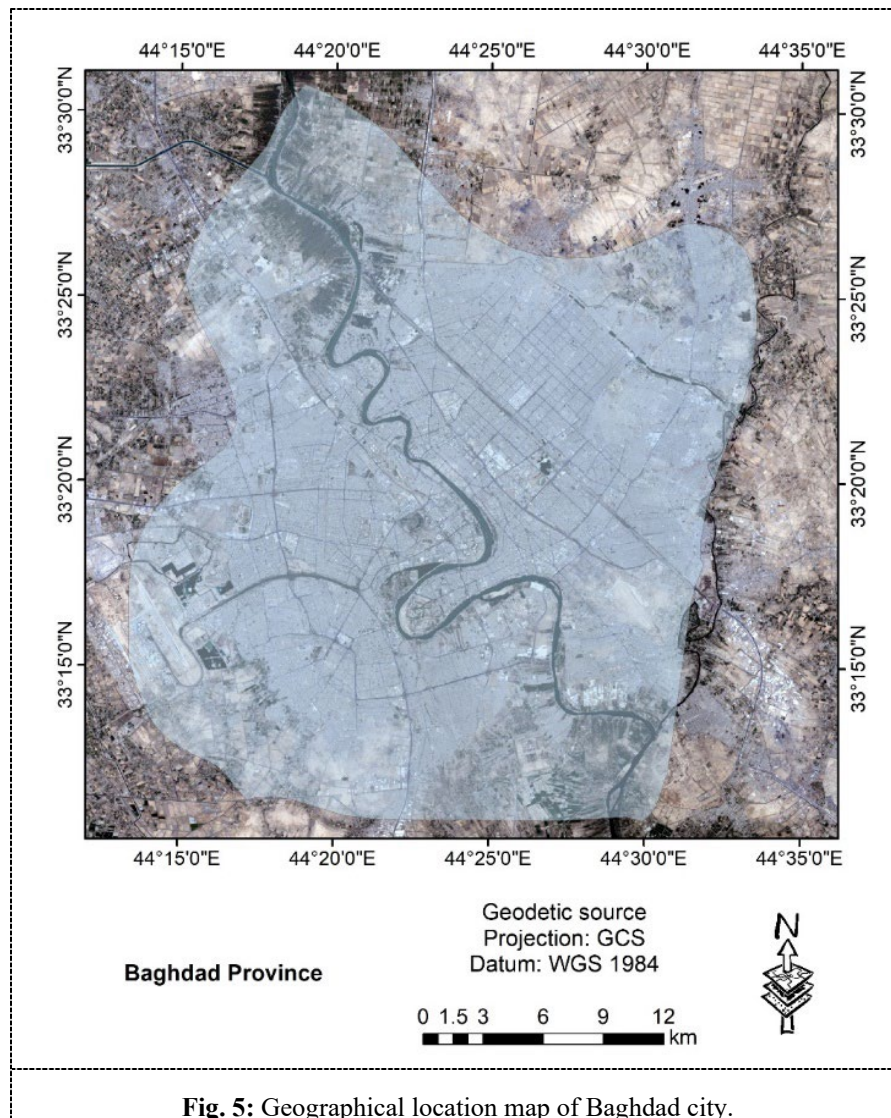 44°15'0"E 44°20'0"E 44°25'0"E 44°30'0"E 44°35'0"E
33°30'0"N 33°30'0"N
33°25'0"N 33°25'0"N
33°20'0"N 33°20'0"N
33°15'0"N 33°15'0"N
44°15'0"E 44°20'0"E 44°25'0"E 44°30'0"E 44°35'0"E
Geodetic source
Projection: GCS
Datum: WGS 1984
N
Baghdad Province
0 1.5 3 6 9 12
km
Fig. 5: Geographical location map of Baghdad city.